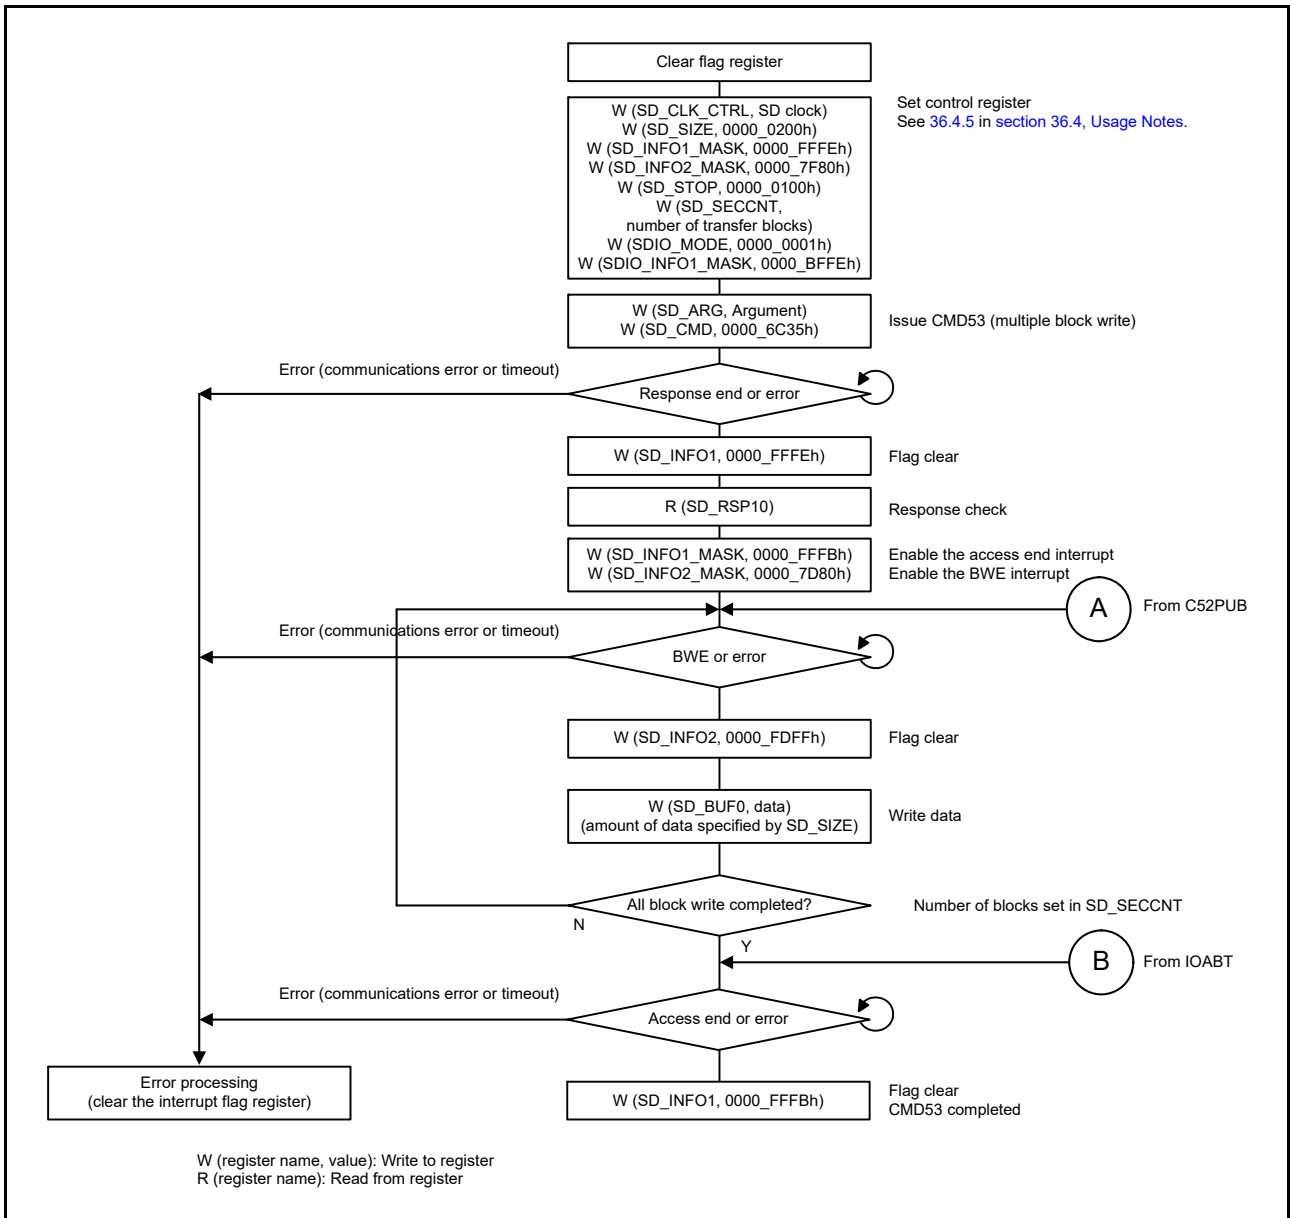 Clear flag register
W (SD_CLK_CTRL, SD clock)
W (SD_SIZE, 0000_0200h)
W (SD_INFO1_MASK, 0000_FFFEh)
W (SD_INFO2_MASK, 0000_7F80h)
W (SD_STOP, 0000_0100h)
W (SD_SECCNT,
number of transfer blocks)
W (SDIO_MODE, 0000_0001h)
W (SDIO_INFO1_MASK, 0000_BFFEh)
Set control register
See 36.4.5 in section 36.4, Usage Notes.
W (SD_ARG, Argument)
W (SD_CMD, 0000_6C35h)
Issue CMD53 (multiple block write)
Error (communications error or timeout)
Response end or error
W (SD_INFO1, 0000_FFFEh)
Flag clear
R (SD_RSP10)
Response check
W (SD_INFO1_MASK, 0000_FFFBh)
W (SD_INFO2_MASK, 0000_7D80h)
Enable the access end interrupt
Enable the BWE interrupt
A
From C52PUB
Error (communications error or timeout)
BWE or error
W (SD_INFO2, 0000_FDFFh)
Flag clear
W (SD_BUF0, data)
(amount of data specified by SD_SIZE)
Write data
All block write completed?
Number of blocks set in SD_SECCNT
N
Y
B
From IOABT
Error (communications error or timeout)
Access end or error
Error processing
(clear the interrupt flag register)
W (SD_INFO1, 0000_FFFBh)
Flag clear
CMD53 completed
W (register name, value): Write to register
R (register name): Read from register